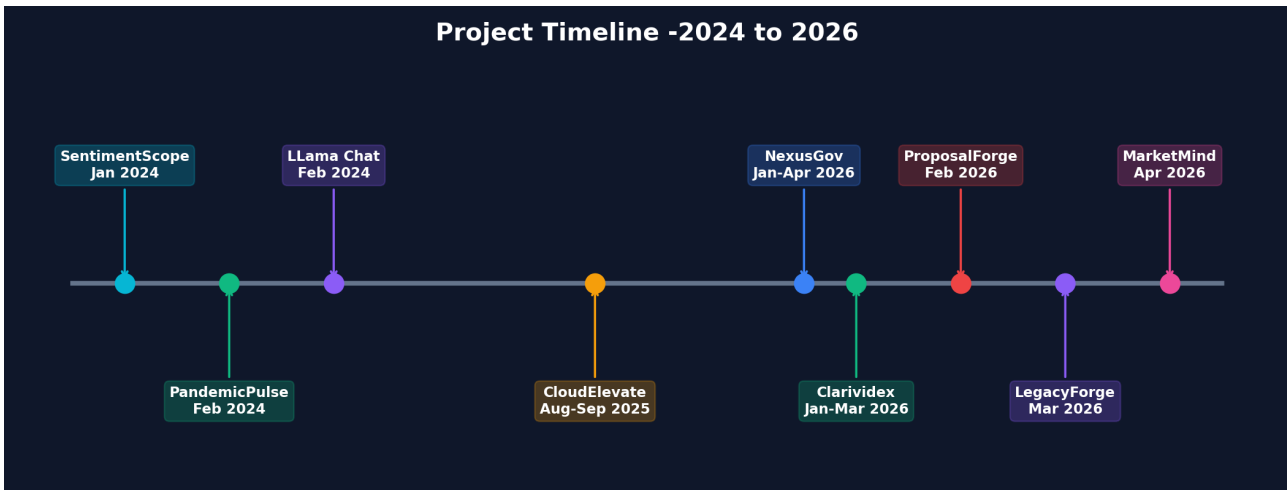 Project Timeline -2024 to 2026
SentimentScope
Jan 2024
LLama Chat
Feb 2024
NexusGov
Jan-Apr 2026
ProposalForge
Feb 2026
MarketMind
Apr 2026
PandemicPulse
Feb 2024
CloudElevate
Aug-Sep 2025
Clarividex
Jan-Mar 2026
LegacyForge
Mar 2026